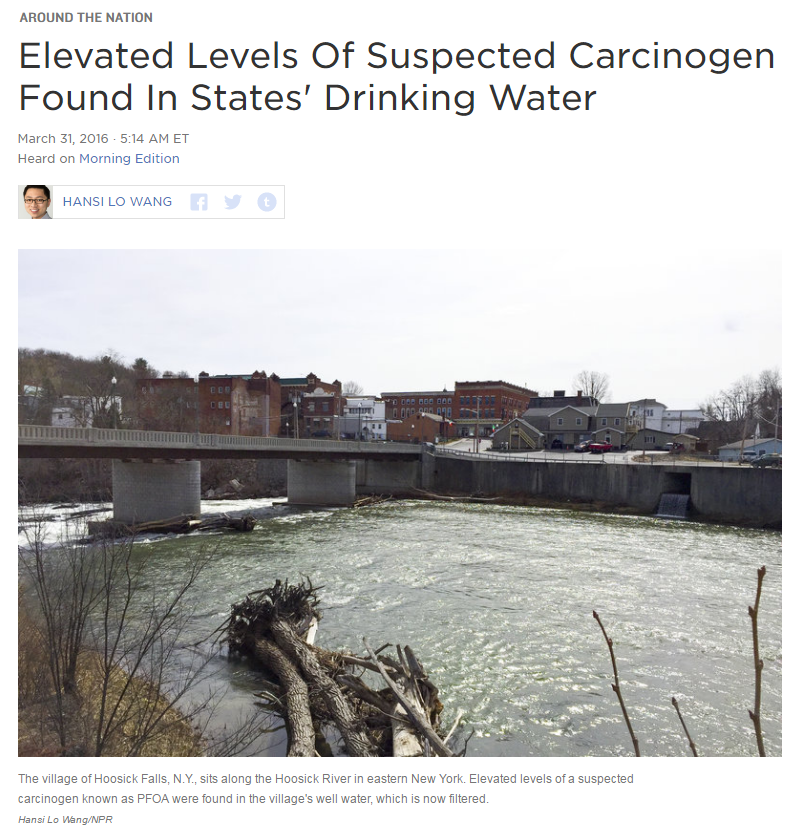 AROUND THE NATION
Elevated Levels Of Suspected Carcinogen
Found In States' Drinking Water
March 31, 2016 · 5:14 AM ET
Heard on Morning Edition
HANSI LO WANG
The village of Hoosick Falls, N.Y., sits along the Hoosick River in eastern New York. Elevated levels of a suspected
carcinogen known as PFOA were found in the village's well water, which is now filtered.
Hansi Lo Wang/NPR